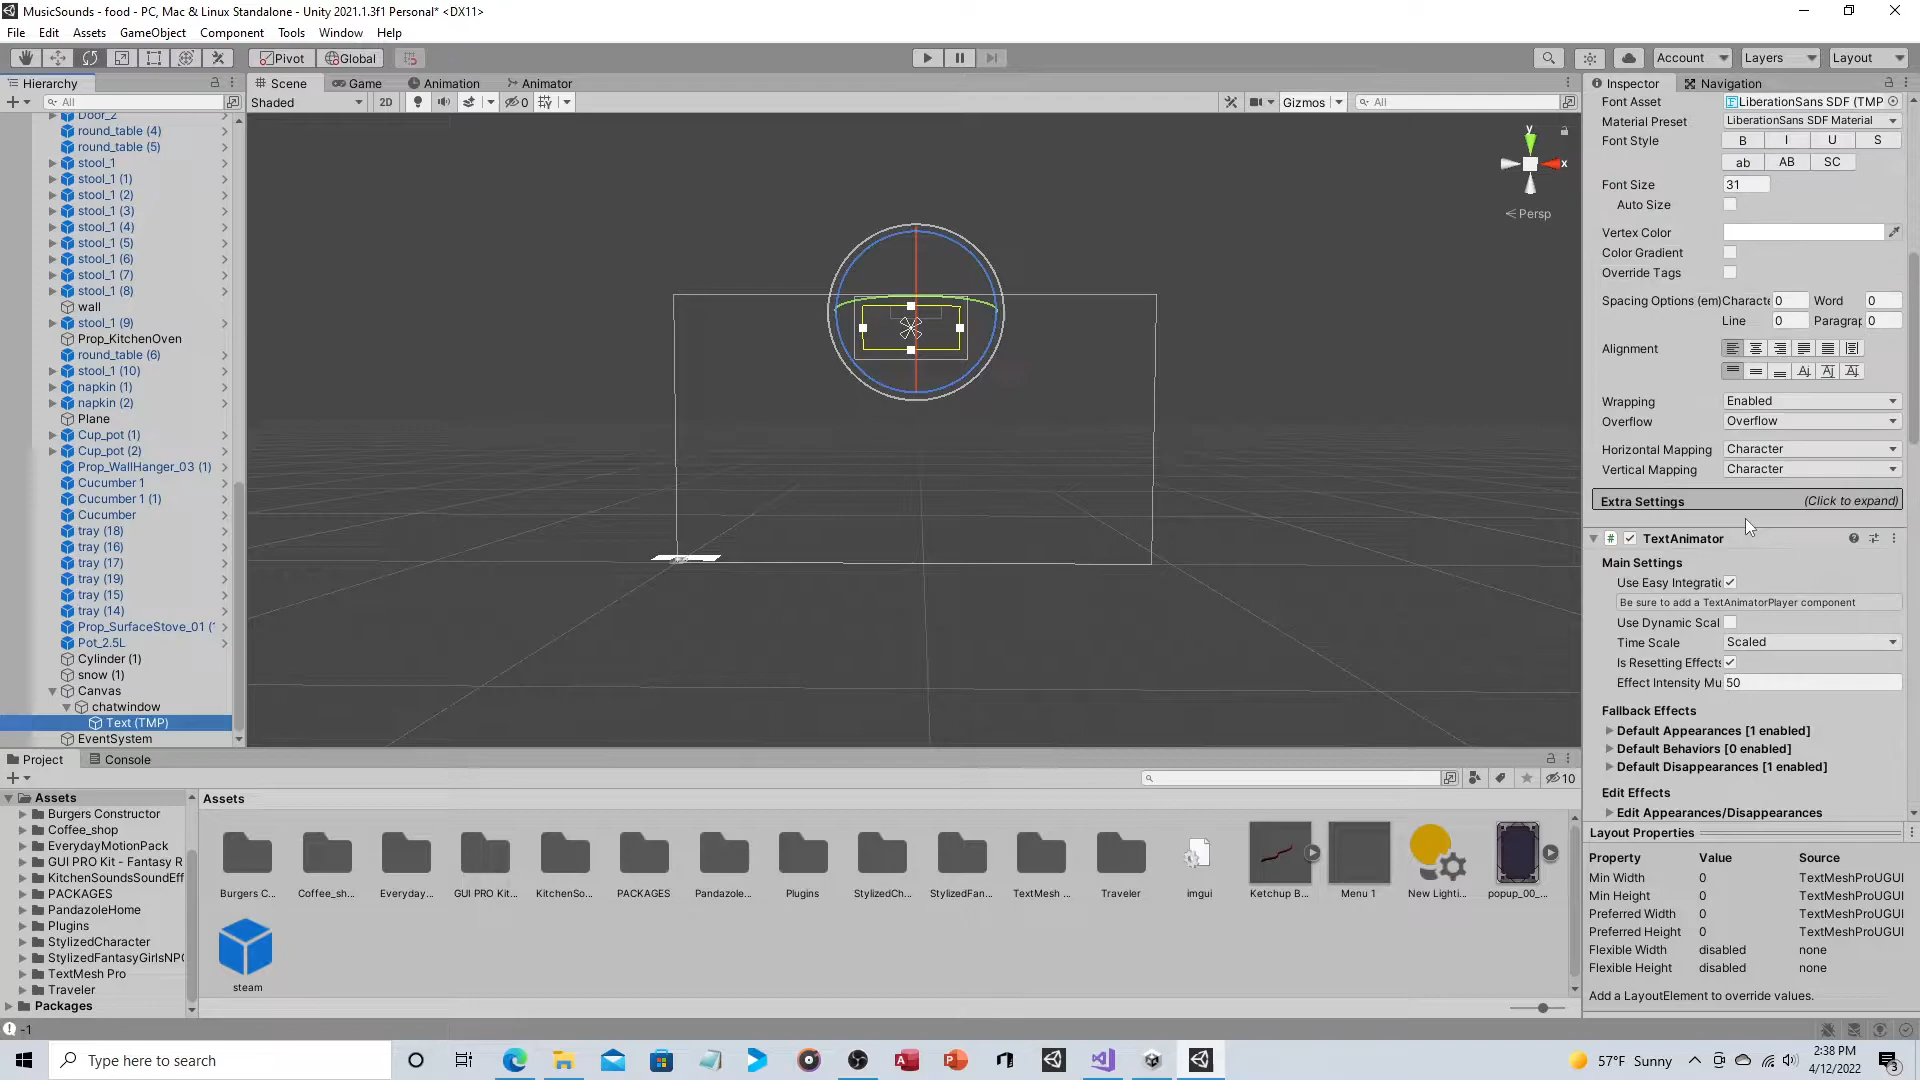 MusicSounds - food - PC, Mac & Linux Standalone - Unity 2021.1.3f1 Personal* <DX11>
File Edit Assets GameObject Component Tools Jobs Window Help
Pivot Global
Account Layers Layout
Hierarchy
Scene Game Animation Animator
Inspector Navigation
All
Shaded 2D 0 Gizmos All
Door_2
round_table (4)
round_table (5)
stool_1
stool_1 (1)
stool_1 (2)
stool_1 (3)
stool_1 (4)
stool_1 (5)
stool_1 (6)
stool_1 (7)
stool_1 (8)
wall
stool_1 (9)
Prop_KitchenOven
round_table (6)
stool_1 (10)
napkin (1)
napkin (2)
Plane
Cup_pot (1)
Cup_pot (2)
Prop_WallHanger_03 (1)
Cucumber 1
Cucumber 1 (1)
Cucumber
tray (18)
tray (16)
tray (17)
tray (19)
tray (15)
tray (14)
Prop_SurfaceStove_01 (
Pot_2.5L
Cylinder (1)
snow (1)
Canvas
chatwindow
Text (TMP)
EventSystem
y
x
Persp
Font Asset LiberationSans SDF (TMP
Material Preset LiberationSans SDF Material
Font Style B I U S
ab AB SC
Font Size 31
Auto Size
Vertex Color
Color Gradient
Override Tags
Spacing Options (em) Characte 0 Word 0
Line 0 Paragrap 0
Alignment
Wrapping Enabled
Overflow Overflow
Horizontal Mapping Character
Vertical Mapping Character
Extra Settings (Click to expand)
# TextAnimator
Main Settings
Use Easy Integratic
Be sure to add a TextAnimatorPlayer component
Use Dynamic Scal
Time Scale Scaled
Is Resetting Effects
Effect Intensity Mu 50
Fallback Effects
Default Appearances [1 enabled]
Default Behaviors [0 enabled]
Default Disappearances [1 enabled]
Edit Effects
Edit Appearances/Disappearances
Layout Properties
Property Value Source
Min Width 0 TextMeshProUGUI
Min Height 0 TextMeshProUGUI
Preferred Width 0 TextMeshProUGUI
Preferred Height 0 TextMeshProUGUI
Flexible Width disabled none
Flexible Height disabled none
Add a LayoutElement to override values.
Project Console
10
Assets
Burgers Constructor
Coffee_shop
EverydayMotionPack
GUI PRO Kit - Fantasy R
KitchenSoundsSoundEff
PACKAGES
PandazoleHome
Plugins
StylizedCharacter
StylizedFantasyGirlsNP
TextMesh Pro
Traveler
Packages
Assets
Burgers C... Coffee_sh... Everyday... GUI PRO Kit... KitchenSo... PACKAGES Pandazole... Plugins StylizedCh... StylizedFan... TextMesh ... Traveler imgui Ketchup B... Menu 1 New Lighti... popup_00_...
steam
-1
Type here to search
57°F Sunny
2:38 PM
4/12/2022
3